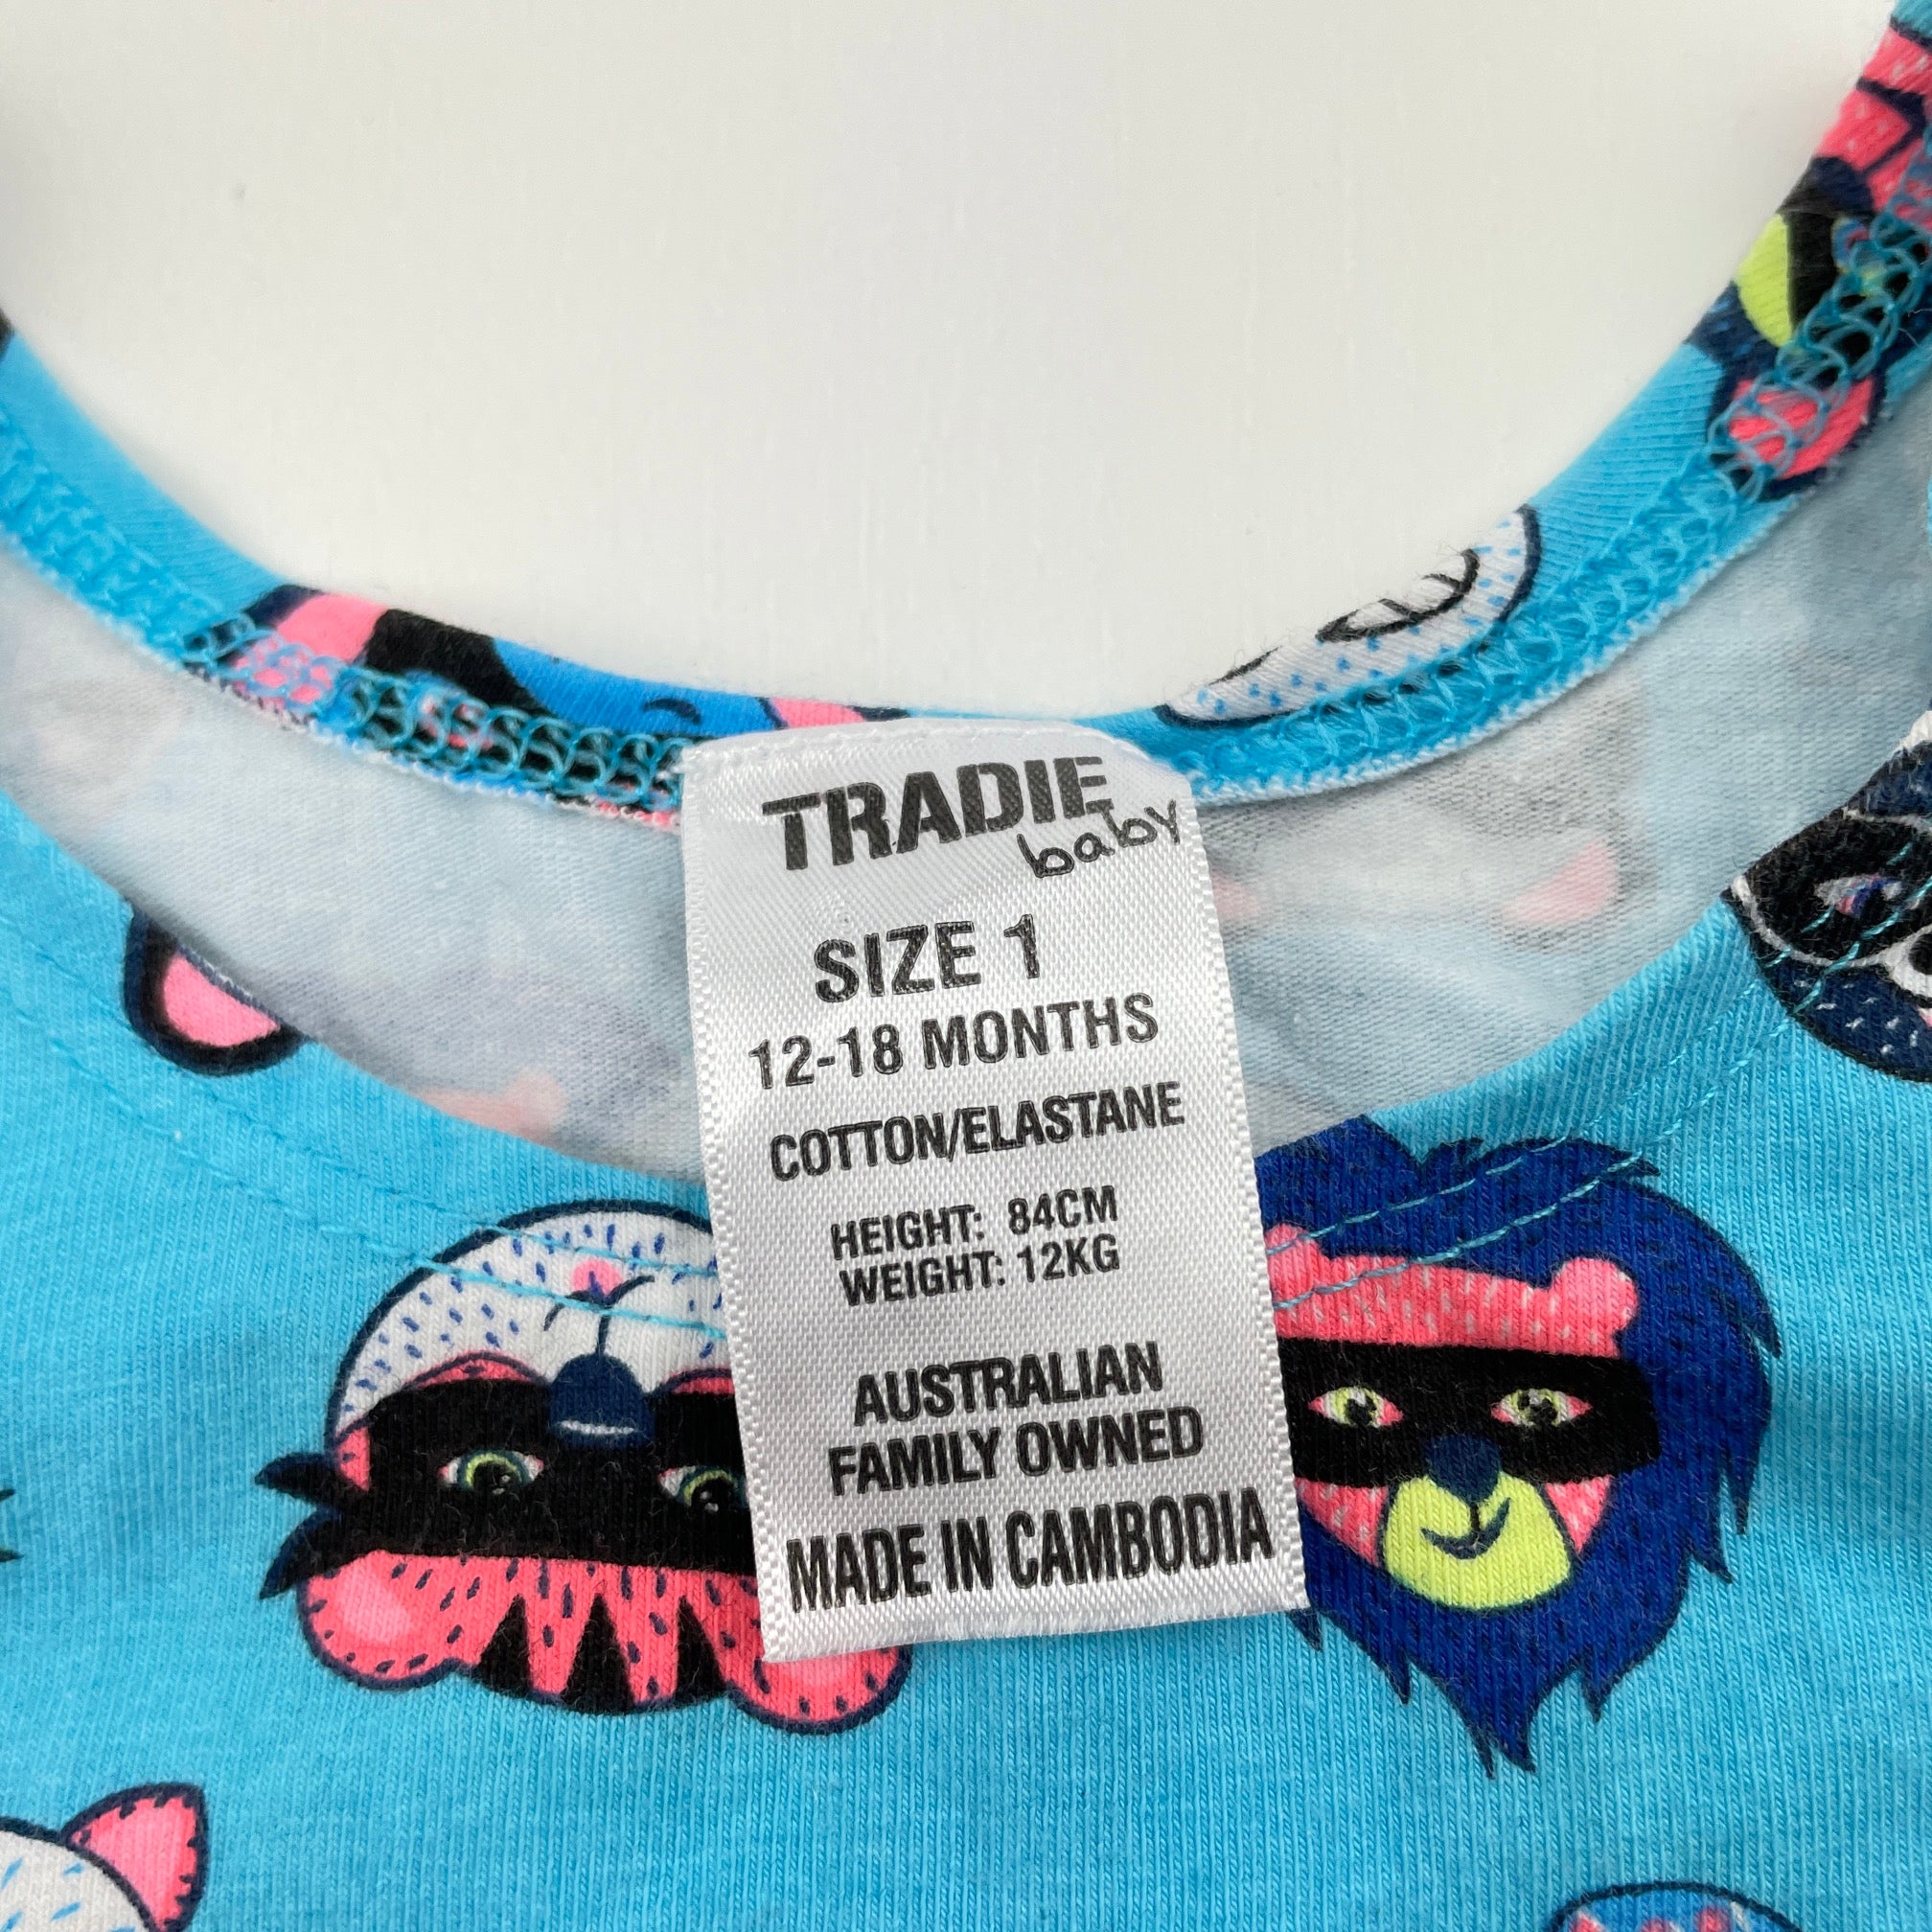 TRADIE
baby
SIZE 1
12-18 MONTHS
COTTON/ELASTANE
HEIGHT: 84CM
WEIGHT: 12KG
AUSTRALIAN
FAMILY OWNED
MADE IN CAMBODIA